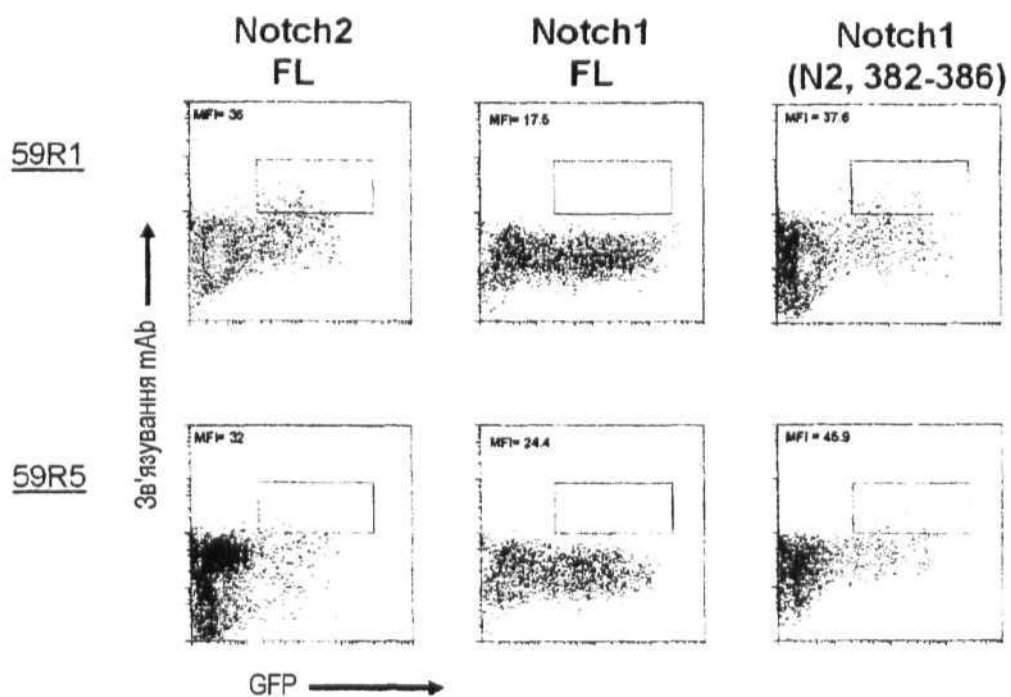 Notch2
FL
Notch1
FL
Notch1
(N2, 382-386)
59R1
MFI= 36
MFI= 17.5
MFI = 37.6
Зв'язування mAb
59R5
MFI= 32
MFI= 24.4
MFI = 45.9
GFP